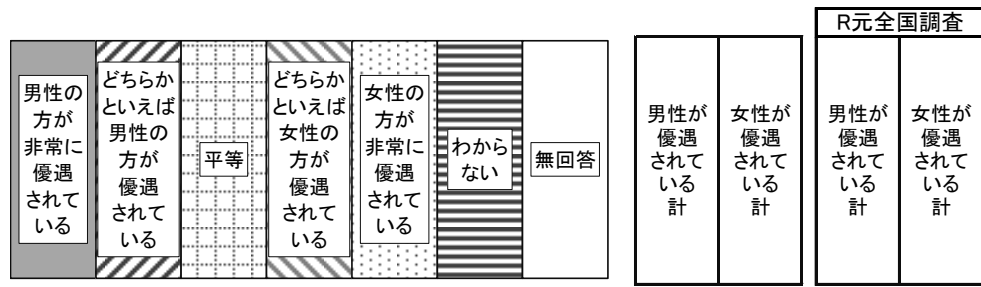 男性の
方が
非常に
優遇
されて
いる
どちらか
といえば
男性の
方が
優遇
されて
いる
平等
どちらか
といえば
女性の
方が
優遇
されて
いる
女性の
方が
非常に
優遇
されて
いる
わから
ない
無回答
男性が
優遇
されて
いる
計
女性が
優遇
されて
いる
計
R元全国調査
男性が
優遇
されて
いる
計
女性が
優遇
されて
いる
計